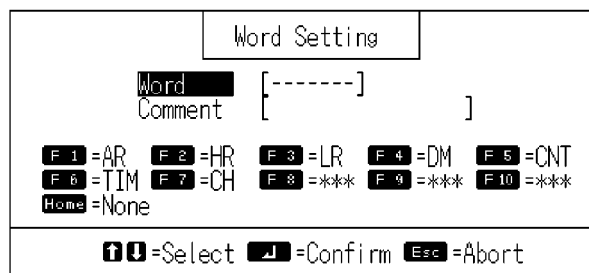 Word Setting
Word [-------]
Comment [ ]
F 1 =AR F 2 =HR F 3 =LR F 4 =DM F 5 =CNT
F 6 =TIM F 7 =CH F 8 =*** F 9 =*** F 10 =***
Home =None
↑↓=Select ↵=Confirm Esc =Abort